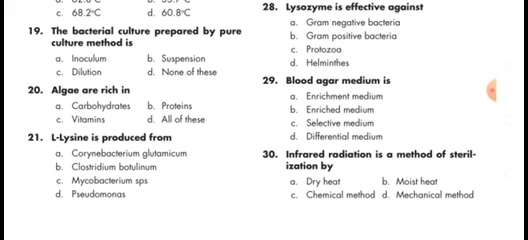 c. 68.2°C d. 60.8°C
19. The bacterial culture prepared by pure
culture method is
a. Inoculum b. Suspension
c. Dilution d. None of these
20. Algae are rich in
a. Carbohydrates b. Proteins
c. Vitamins d. All of these
21. L-Lysine is produced from
a. Corynebacterium glutamicum
b. Clostridium botulinum
c. Mycobacterium sps
d. Pseudomonas
28. Lysozyme is effective against
a. Gram negative bacteria
b. Gram positive bacteria
c. Protozoa
d. Helminthes
29. Blood agar medium is
a. Enrichment medium
b. Enriched medium
c. Selective medium
d. Differential medium
30. Infrared radiation is a method of steril-
ization by
a. Dry heat b. Moist heat
c. Chemical method d. Mechanical method